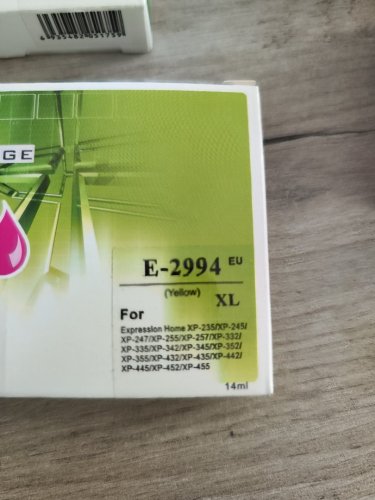 6935482051739
GE
E-2994 EU
(Yellow)
XL
For
Expression Home XP-235/XP-245/
XP-247/XP-255/XP-257/XP-332/
XP-335/XP-342/XP-345/XP-352/
XP-355/XP-432/XP-435/XP-442/
XP-445/XP-452/XP-455
14ml